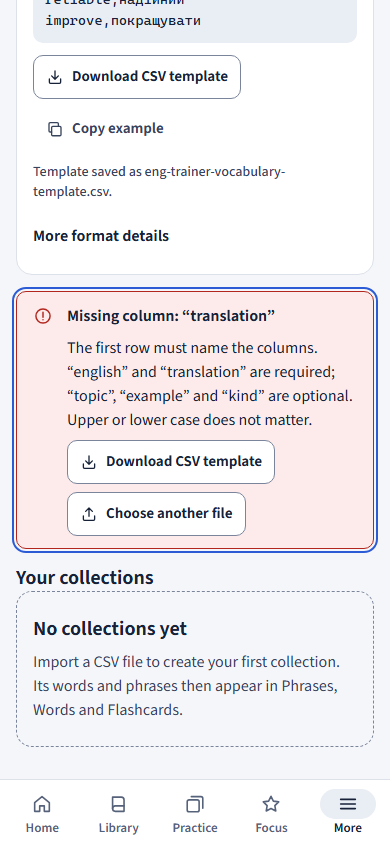 reliable,надійний
improve,покращувати
Download CSV template
Copy example
Template saved as eng-trainer-vocabulary-
template.csv.
More format details
Missing column: “translation”
The first row must name the columns.
“english” and “translation” are required;
“topic”, “example” and “kind” are optional.
Upper or lower case does not matter.
Download CSV template
Choose another file
Your collections
No collections yet
Import a CSV file to create your first collection.
Its words and phrases then appear in Phrases,
Words and Flashcards.
Home Library Practice Focus More